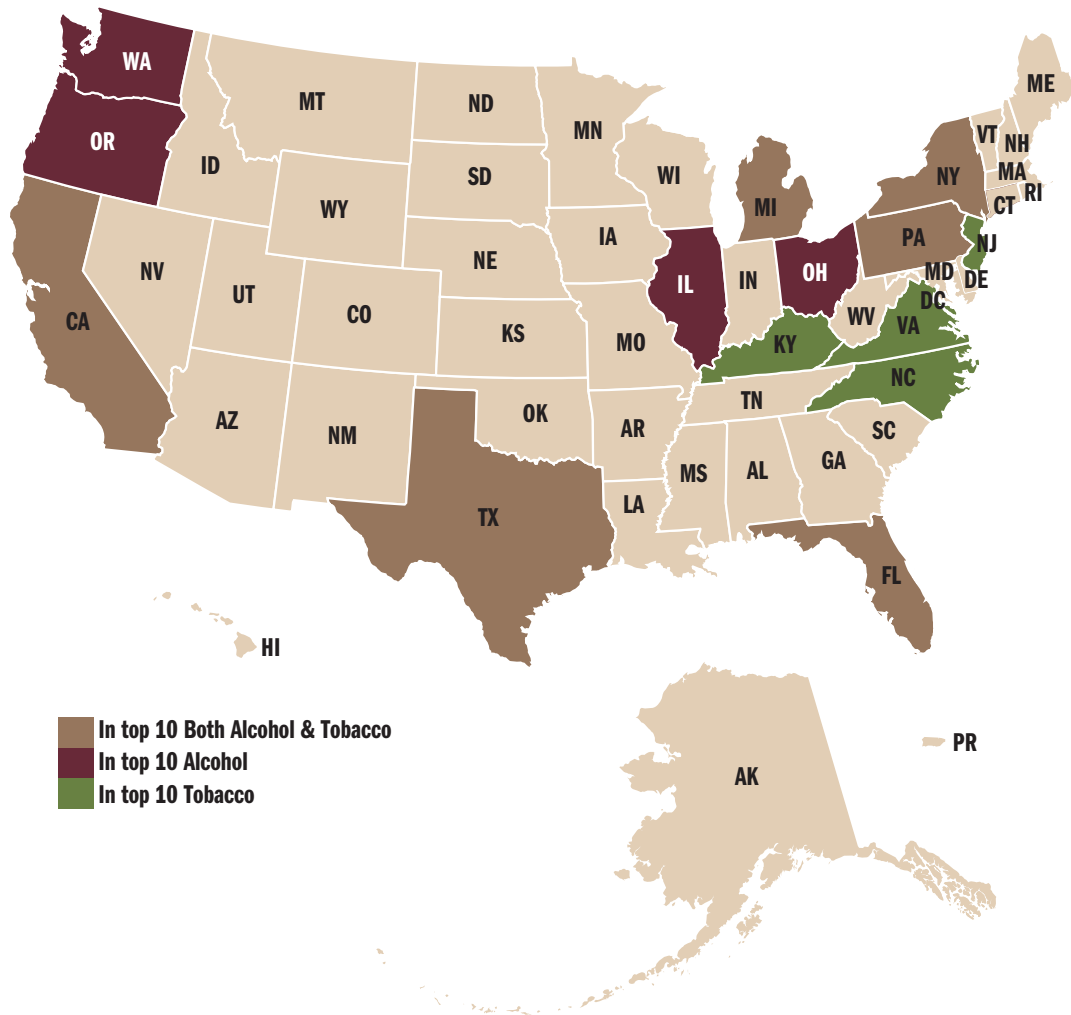 WA
MT
ND
MN
ME
VT
NH
OR
ID
SD
WI
MA
NY
RI
CT
WY
MI
IA
PA
NJ
NE
NV
UT
IL
IN
OH
MD
DE
DC
CO
CA
KS
MO
WV
VA
KY
NC
AZ
NM
OK
TN
AR
SC
MS
AL
GA
TX
LA
FL
HI
In top 10 Both Alcohol & Tobacco
In top 10 Alcohol
In top 10 Tobacco
PR
AK